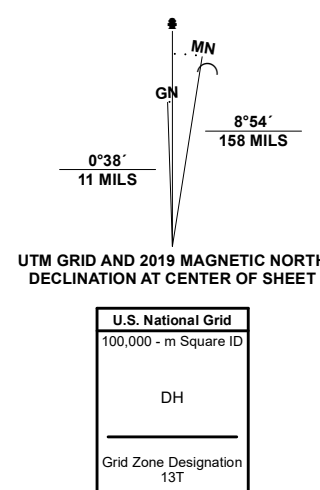 MN
GN
8°54´
158 MILS
0°38´
11 MILS
UTM GRID AND 2019 MAGNETIC NORTH
DECLINATION AT CENTER OF SHEET
U.S. National Grid
100,000 - m Square ID
DH
Grid Zone Designation
13T